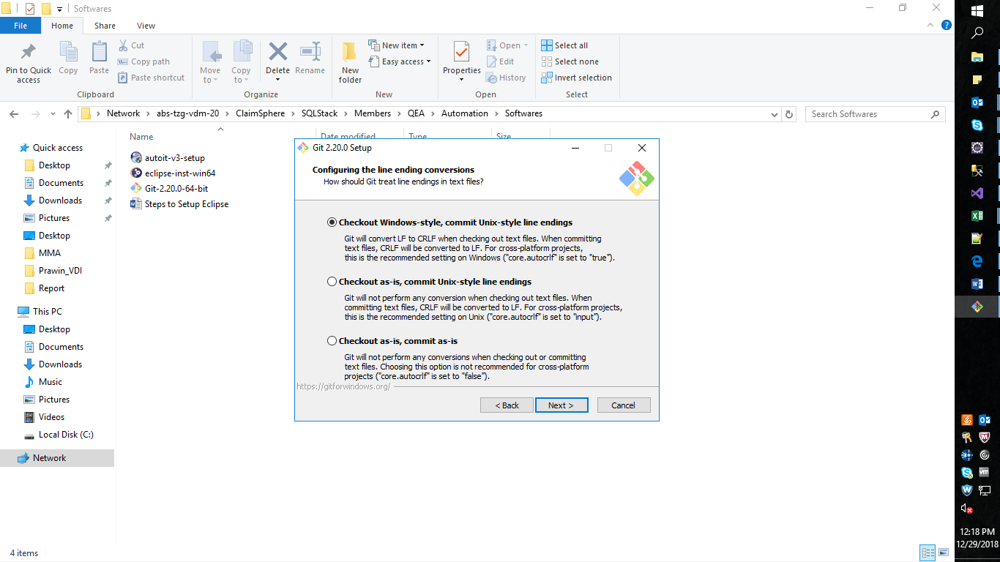 Softwares
File Home Share View
Pin to Quick access
Copy
Paste
Cut
Copy path
Paste shortcut
Clipboard
Move to
Copy to
Delete
Rename
Organize
New folder
New item
Easy access
New
Properties
Open
Edit
History
Open
Select all
Select none
Invert selection
Select
Network > abs-tzg-vdm-20 > ClaimSphere > SQLStack > Members > QEA > Automation > Softwares
Search Softwares
Name Date modified Type Size
Quick access
Desktop
Documents
Downloads
Pictures
Desktop
MMA
Prawin_VDI
Report
This PC
Desktop
Documents
Downloads
Music
Pictures
Videos
Local Disk (C:)
Network
autoit-v3-setup
eclipse-inst-win64
Git-2.20.0-64-bit
Steps to Setup Eclipse
Git 2.20.0 Setup
Configuring the line ending conversions
How should Git treat line endings in text files?
Checkout Windows-style, commit Unix-style line endings
Git will convert LF to CRLF when checking out text files. When committing
text files, CRLF will be converted to LF. For cross-platform projects,
this is the recommended setting on Windows ("core.autocrlf" is set to "true").
Checkout as-is, commit Unix-style line endings
Git will not perform any conversion when checking out text files. When
committing text files, CRLF will be converted to LF. For cross-platform projects,
this is the recommended setting on Unix ("core.autocrlf" is set to "input").
Checkout as-is, commit as-is
Git will not perform any conversions when checking out or committing
text files. Choosing this option is not recommended for cross-platform
projects ("core.autocrlf" is set to "false").
https://gitforwindows.org/
< Back Next > Cancel
4 items
12:18 PM
12/29/2018